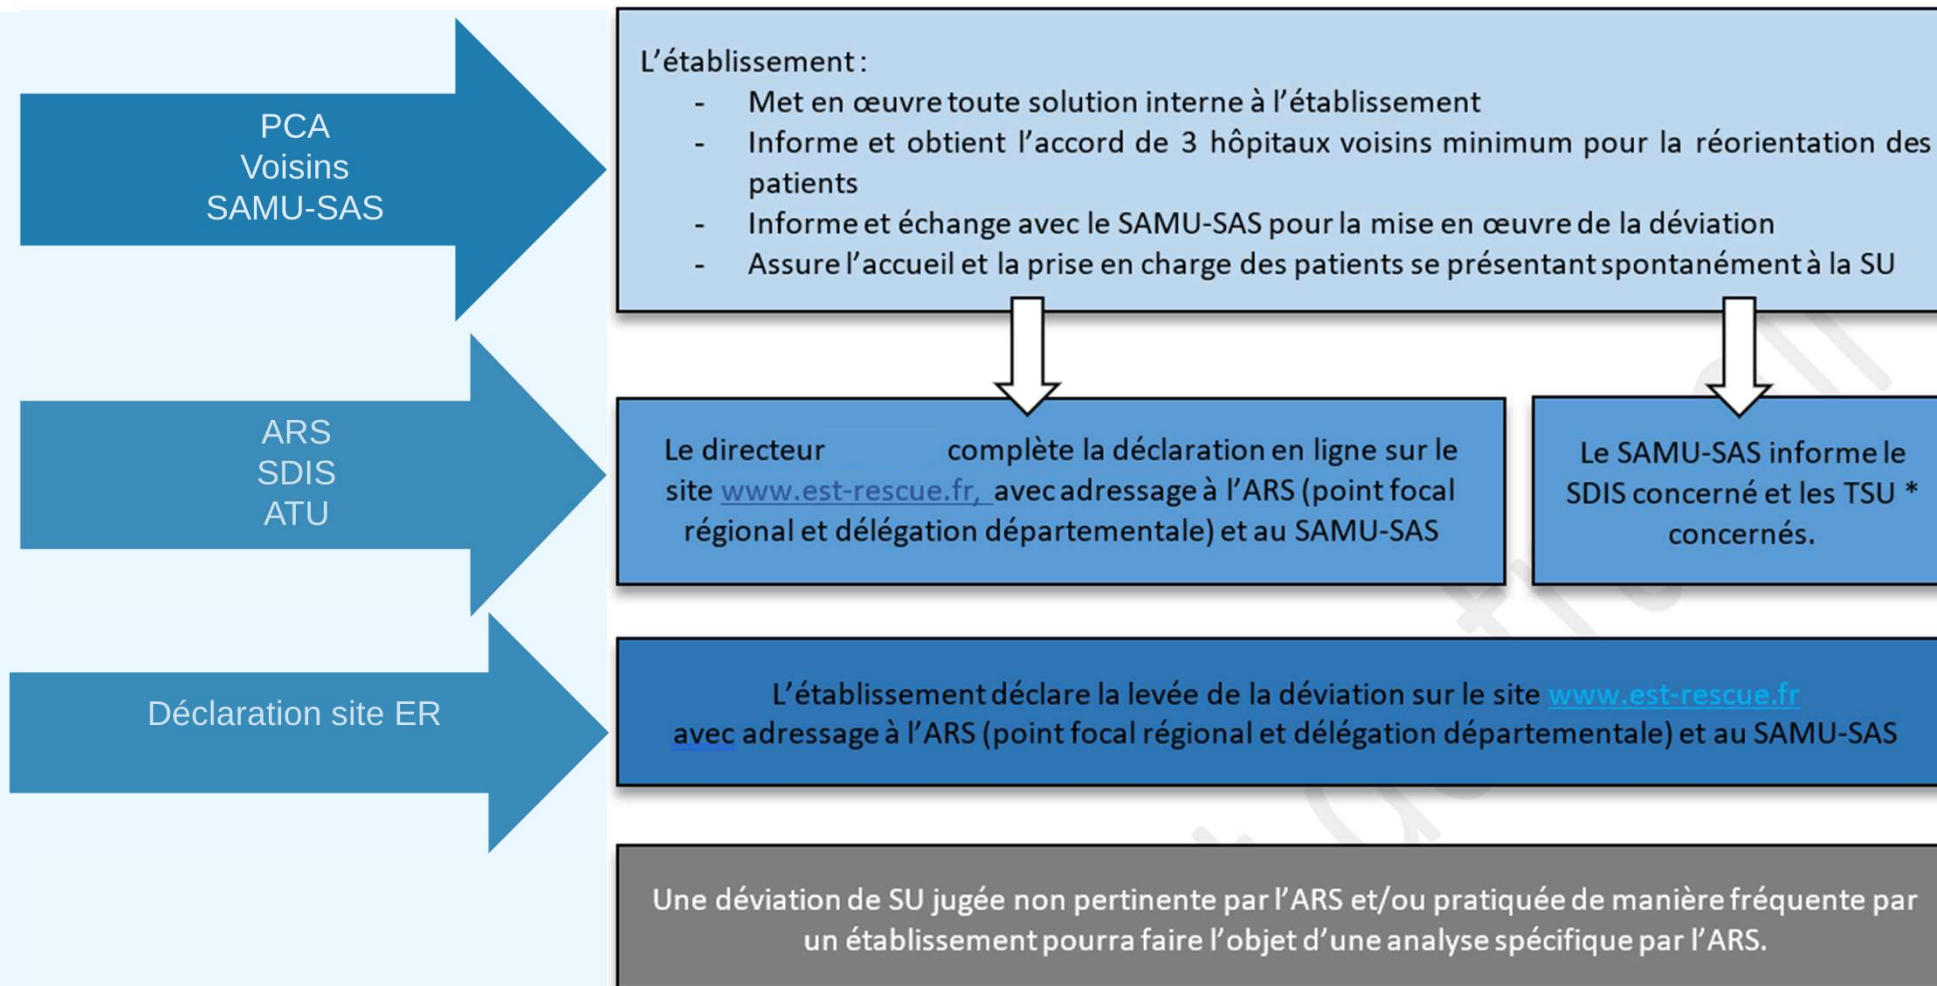 PCA
Voisins
SAMU-SAS
L’établissement :
- Met en œuvre toute solution interne à l’établissement
- Informe et obtient l’accord de 3 hôpitaux voisins minimum pour la réorientation des
patients
- Informe et échange avec le SAMU-SAS pour la mise en œuvre de la déviation
- Assure l’accueil et la prise en charge des patients se présentant spontanément à la SU
ARS
SDIS
ATU
Le directeur complète la déclaration en ligne sur le
site www.est-rescue.fr, avec adressage à l’ARS (point focal
régional et délégation départementale) et au SAMU-SAS
Le SAMU-SAS informe le
SDIS concerné et les TSU *
concernés.
Déclaration site ER
L’établissement déclare la levée de la déviation sur le site www.est-rescue.fr
avec adressage à l’ARS (point focal régional et délégation départementale) et au SAMU-SAS
Une déviation de SU jugée non pertinente par l’ARS et/ou pratiquée de manière fréquente par
un établissement pourra faire l’objet d’une analyse spécifique par l’ARS.